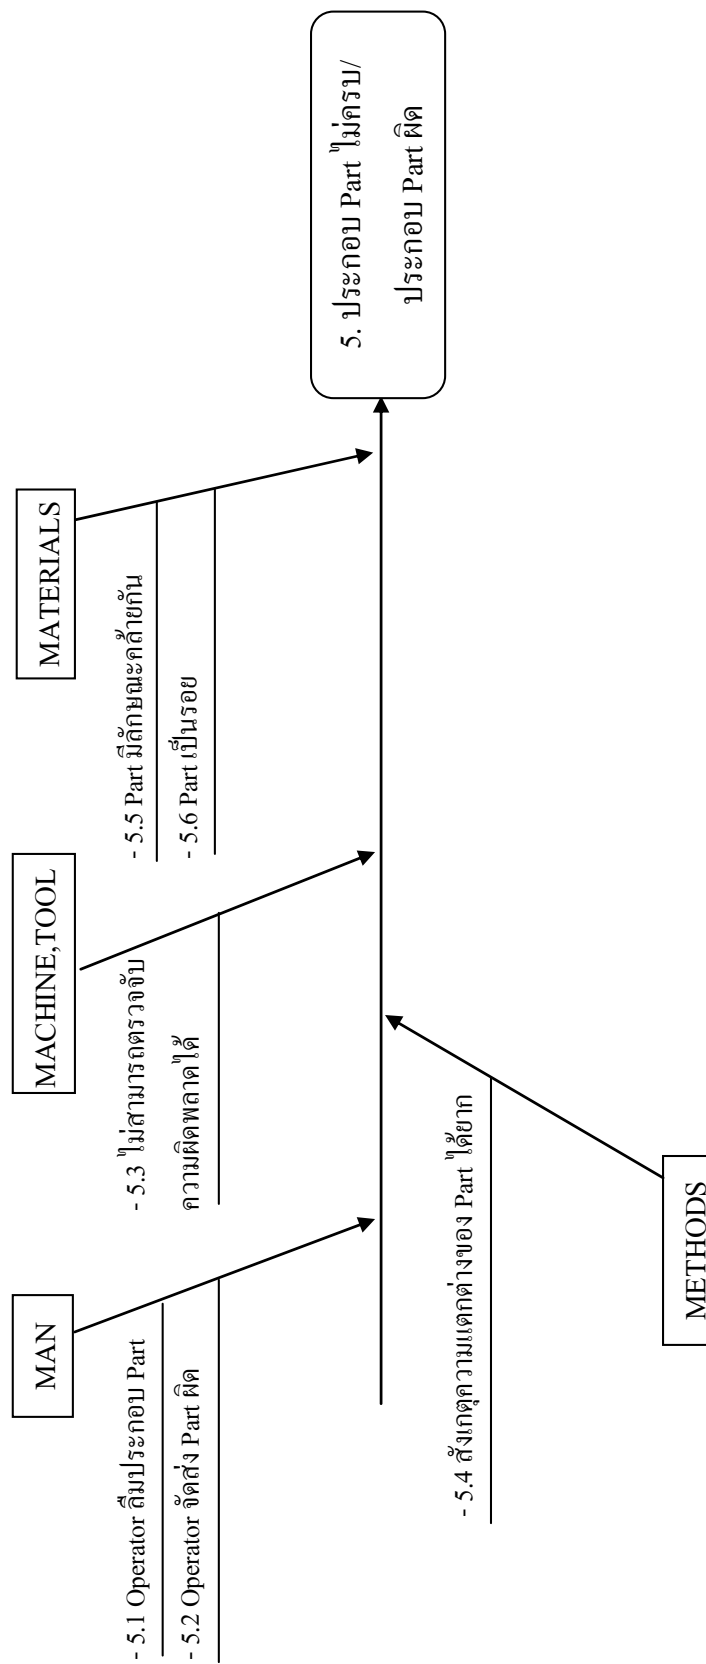 MAN
MACHINE,TOOL
MATERIALS
- 5.1 Operator ลืมประกอบ Part
- 5.2 Operator จัดส่ง Part ผิด
- 5.3 ไม่สามารถตรวจจับ
ความผิดพลาดได้
- 5.5 Part มีลักษณะคล้ายกัน
- 5.6 Part เป็นรอย
5. ประกอบ Part ไม่ครบ/
ประกอบ Part ผิด
- 5.4 สังเกตุความแตกต่างของ Part ได้ยาก
METHODS